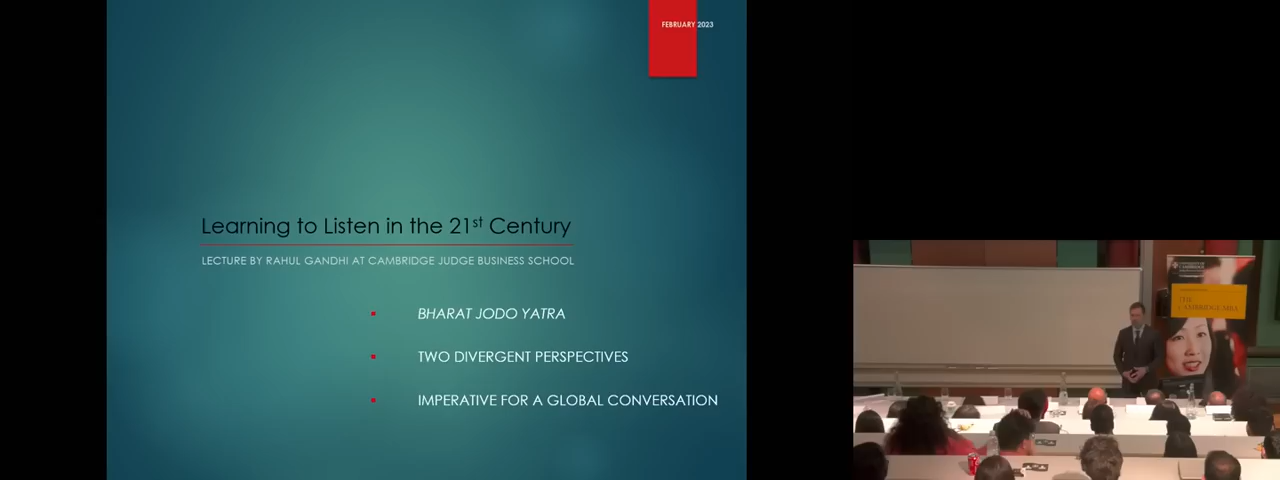 FEBRUARY 2023
Learning to Listen in the 21st Century
LECTURE BY RAHUL GANDHI AT CAMBRIDGE JUDGE BUSINESS SCHOOL
BHARAT JODO YATRA
TWO DIVERGENT PERSPECTIVES
IMPERATIVE FOR A GLOBAL CONVERSATION
THE
CAMBRIDGE MBA